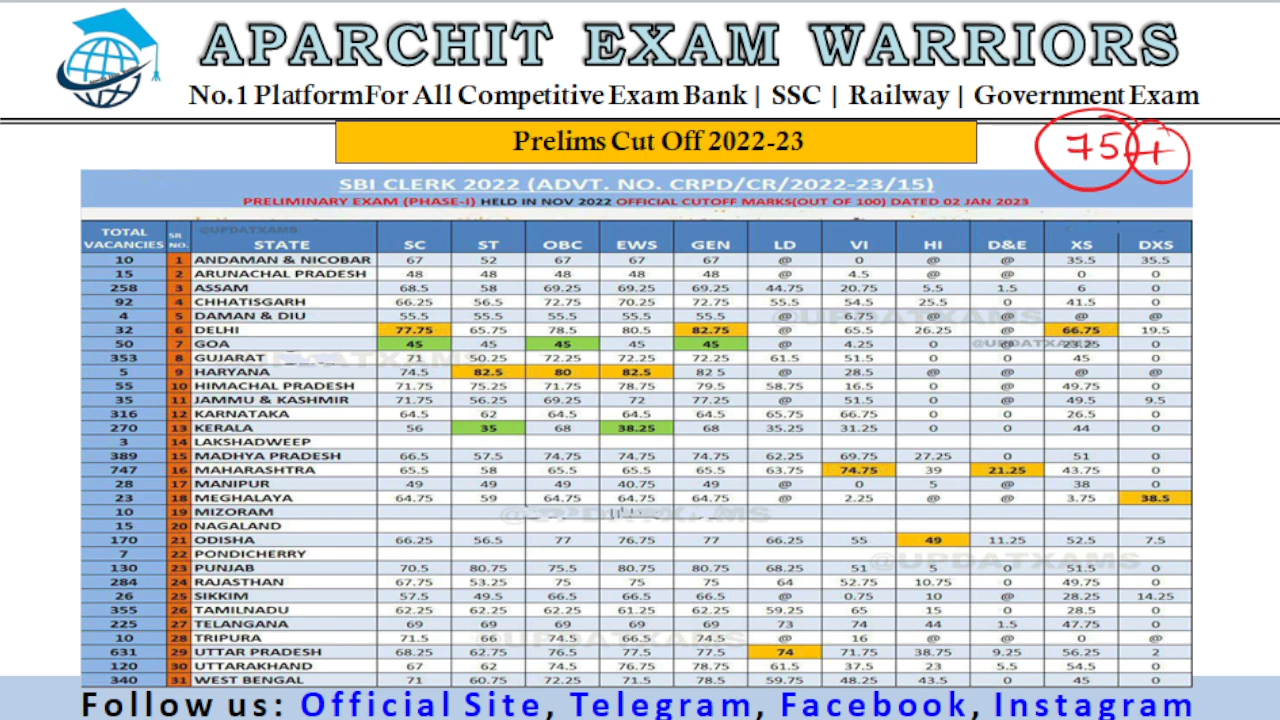 APARCHIT EXAM WARRIORS
No.1 PlatformFor All Competitive Exam Bank | SSC | Railway | Government Exam
Prelims Cut Off 2022-23
75+
SBI CLERK 2022 (ADVT. NO. CRPD/CR/2022-23/15)
PRELIMINARY EXAM (PHASE-I) HELD IN NOV 2022 OFFICIAL CUTOFF MARKS(OUT OF 100) DATED 02 JAN 2023
@UPDATXAMS
TOTAL VACANCIES SR NO. STATE SC ST OBC EWS GEN LD VI HI D&E XS DXS
10 1 ANDAMAN & NICOBAR 67 52 67 67 67 @ 0 @ @ 35.5 35.5
15 2 ARUNACHAL PRADESH 48 48 48 48 48 @ 4.5 @ @ 0 0
258 3 ASSAM 68.5 58 69.25 69.25 69.25 44.75 20.75 5.5 1.5 6 0
92 4 CHHATISGARH 66.25 56.5 72.75 70.25 72.75 55.5 54.5 25.5 0 41.5 0
4 5 DAMAN & DIU 55.5 55.5 55.5 55.5 55.5 @ 6.75 @ @ @ @
32 6 DELHI 77.75 65.75 78.5 80.5 82.75 @ 65.5 26.25 @ 66.75 19.5
50 7 GOA 45 45 45 45 45 @ 4.25 0 @ 23.25 0
353 8 GUJARAT 71 50.25 72.25 72.25 72.25 61.5 51.5 0 0 45 0
5 9 HARYANA 74.5 82.5 80 82.5 82 5 @ 28.5 @ @ @ @
55 10 HIMACHAL PRADESH 71.75 75.25 71.75 78.75 79.5 58.75 16.5 0 @ 49.75 0
35 11 JAMMU & KASHMIR 71.75 56.25 69.25 72 77.25 @ 51.5 0 @ 49.5 9.5
316 12 KARNATAKA 64.5 62 64.5 64.5 64.5 65.75 66.75 0 0 26.5 0
270 13 KERALA 56 35 68 38.25 68 35.25 31.25 0 0 44 0
3 14 LAKSHADWEEP
389 15 MADHYA PRADESH 66.5 57.5 74.75 74.75 74.75 62.25 69.75 27.25 0 51 0
747 16 MAHARASHTRA 65.5 58 65.5 65.5 65.5 63.75 74.75 39 21.25 43.75 0
28 17 MANIPUR 49 49 49 40.75 49 @ 0 5 @ 38 0
23 18 MEGHALAYA 64.75 59 64.75 64.75 64.75 @ 2.25 @ @ 3.75 38.5
10 19 MIZORAM
15 20 NAGALAND
170 21 ODISHA 66.25 56.5 77 76.75 77 66.25 55 49 11.25 52.5 7.5
7 22 PONDICHERRY
130 23 PUNJAB 70.5 80.75 75.5 80.75 80.75 68.25 51 5 0 51.5 0
284 24 RAJASTHAN 67.75 53.25 75 75 75 64 52.75 10.75 0 49.75 0
26 25 SIKKIM 57.5 49.5 66.5 66.5 66.5 @ 0.75 10 @ 28.25 14.25
355 26 TAMILNADU 62.25 62.25 62.25 61.25 62.25 59.25 65 15 0 28.5 0
225 27 TELANGANA 69 69 69 69 69 73 74 44 1.5 47.75 0
10 28 TRIPURA 71.5 66 74.5 66.5 74.5 @ 16 @ @ 0 @
631 29 UTTAR PRADESH 68.25 62.75 76.5 77.5 77.5 74 71.75 38.75 9.25 56.25 2
120 30 UTTARAKHAND 67 62 74.5 76.75 78.75 61.5 37.5 23 5.5 54.5 0
340 31 WEST BENGAL 71 60.75 72.25 71.5 78.5 59.75 48.25 43.5 0 45 0
Follow us: Official Site, Telegram, Facebook, Instagram